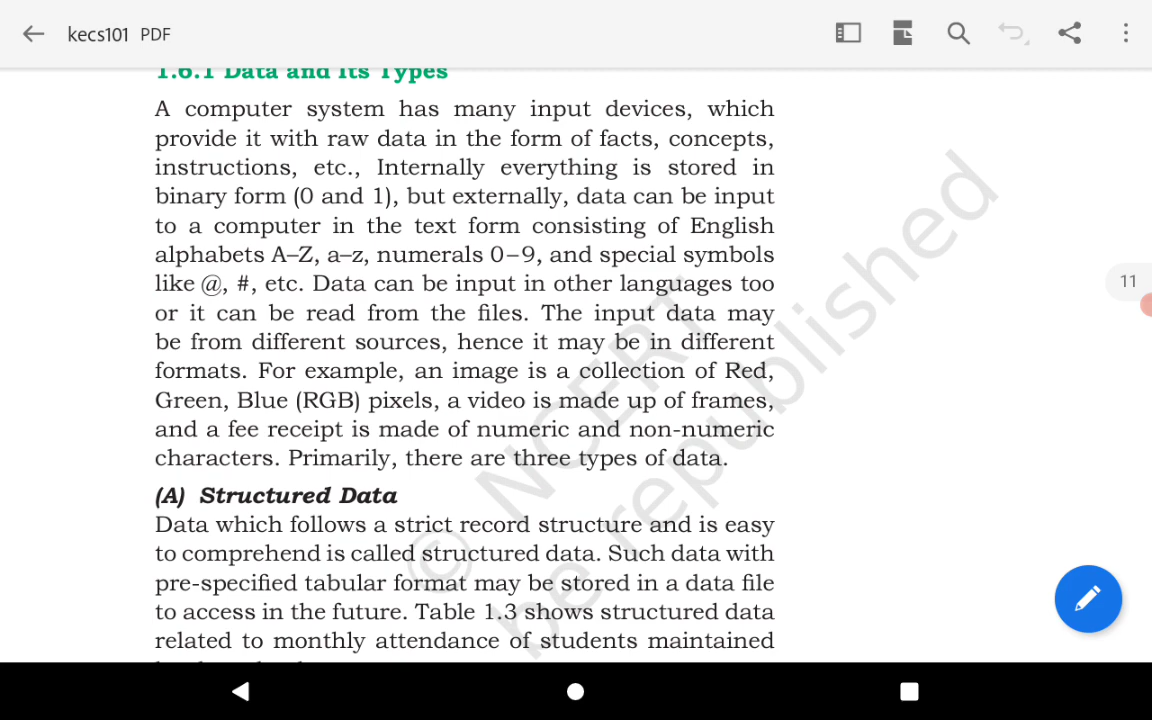 kecs101 PDF
1.6.1 Data and Its Types
A computer system has many input devices, which
provide it with raw data in the form of facts, concepts,
instructions, etc., Internally everything is stored in
binary form (0 and 1), but externally, data can be input
to a computer in the text form consisting of English
alphabets A–Z, a–z, numerals 0–9, and special symbols
like @, #, etc. Data can be input in other languages too
or it can be read from the files. The input data may
be from different sources, hence it may be in different
formats. For example, an image is a collection of Red,
Green, Blue (RGB) pixels, a video is made up of frames,
and a fee receipt is made of numeric and non-numeric
characters. Primarily, there are three types of data.
(A) Structured Data
Data which follows a strict record structure and is easy
to comprehend is called structured data. Such data with
pre-specified tabular format may be stored in a data file
to access in the future. Table 1.3 shows structured data
related to monthly attendance of students maintained
11
© NCERT
be republished